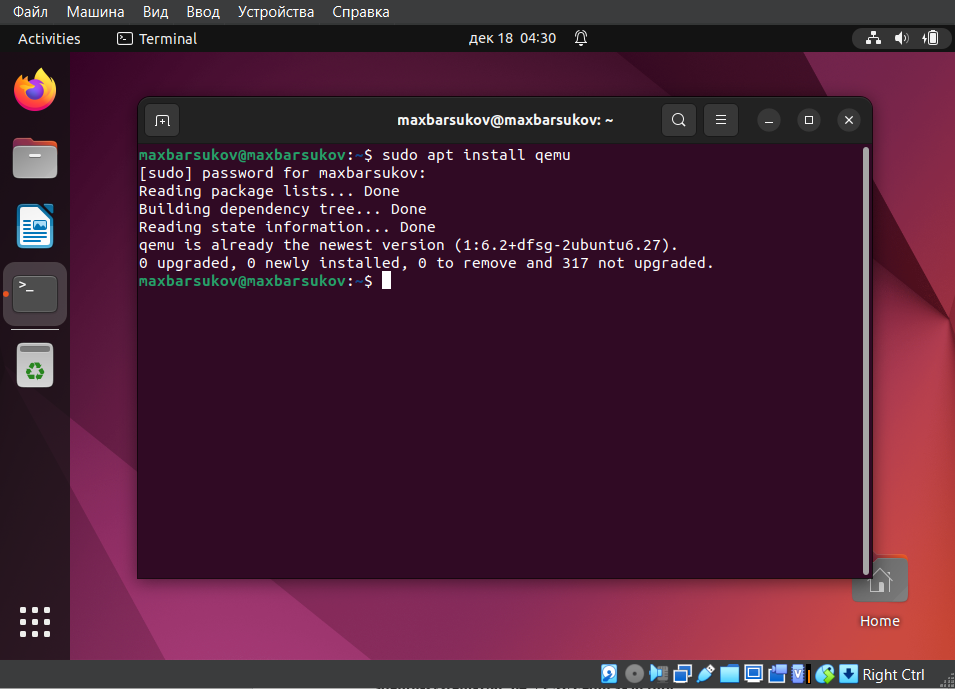 Файл Машина Вид Ввод Устройства Справка
Activities Terminal дек 18 04:30
maxbarsukov@maxbarsukov: ~
maxbarsukov@maxbarsukov:~$ sudo apt install qemu
[sudo] password for maxbarsukov:
Reading package lists... Done
Building dependency tree... Done
Reading state information... Done
qemu is already the newest version (1:6.2+dfsg-2ubuntu6.27).
0 upgraded, 0 newly installed, 0 to remove and 317 not upgraded.
maxbarsukov@maxbarsukov:~$
Home
Right Ctrl